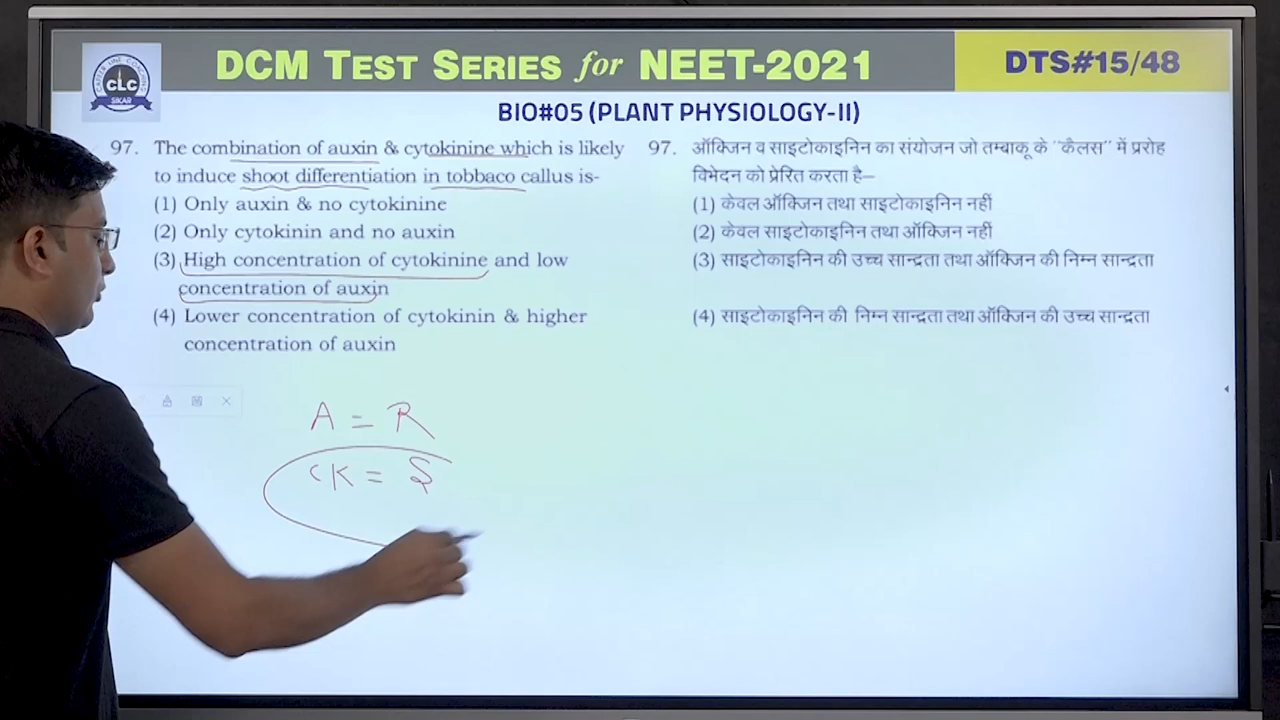 DCM TEST SERIES for NEET-2021
DTS#15/48
CLC
SIKAR
BIO#05 (PLANT PHYSIOLOGY-II)
97. The combination of auxin & cytokinine which is likely
to induce shoot differentiation in tobbaco callus is-
(1) Only auxin & no cytokinine
(2) Only cytokinin and no auxin
(3) High concentration of cytokinine and low
concentration of auxin
(4) Lower concentration of cytokinin & higher
concentration of auxin
97. ऑक्जिन व साइटोकाइनिन का संयोजन जो तम्बाकू के "कैलस" में प्ररोह
विभेदन को प्रेरित करता है–
(1) केवल ऑक्जिन तथा साइटोकाइनिन नहीं
(2) केवल साइटोकाइनिन तथा ऑक्जिन नहीं
(3) साइटोकाइनिन की उच्च सान्द्रता तथा ऑक्जिन की निम्न सान्द्रता
(4) साइटोकाइनिन की निम्न सान्द्रता तथा ऑक्जिन की उच्च सान्द्रता
A = R
CK = S